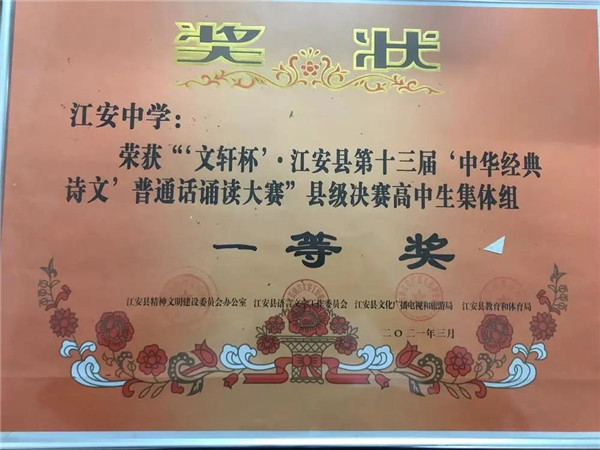 奖状
江安中学：
荣获“‘文轩杯’·江安县第十三届‘中华经典
诗文’普通话诵读大赛”县级决赛高中生集体组
一等奖
江安县精神文明建设委员会办公室 江安县语言文字工作委员会 江安县文化广播电视和旅游局 江安县教育和体育局
二〇二一年三月